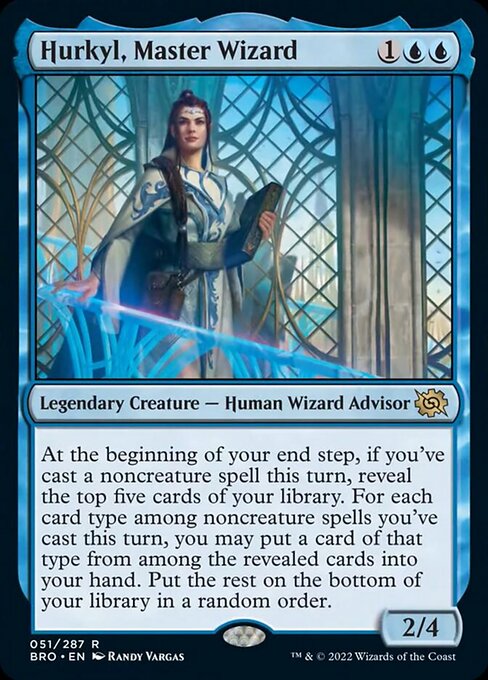 Hurkyl, Master Wizard 1
Legendary Creature — Human Wizard Advisor
At the beginning of your end step, if you've
cast a noncreature spell this turn, reveal
the top five cards of your library. For each
card type among noncreature spells you've
cast this turn, you may put a card of that
type from among the revealed cards into
your hand. Put the rest on the bottom of
your library in a random order.
2/4
051/287 R
BRO • EN Randy Vargas ™ & © 2022 Wizards of the Coast